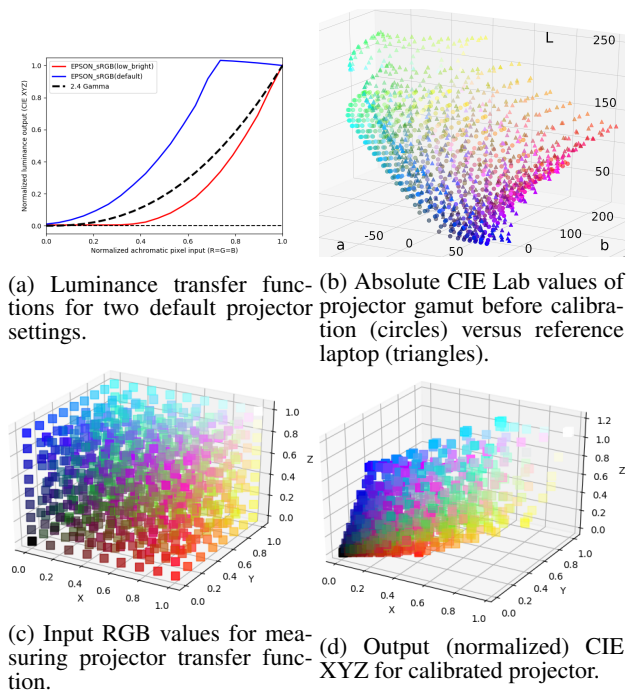 EPSON_sRGB(low_bright)
EPSON_sRGB(default)
2.4 Gamma
Normalized luminance output (CIE XYZ)
1.0
0.8
0.6
0.4
0.2
0.0
0.0 0.2 0.4 0.6 0.8 1.0
Normalized achromatic pixel input (R=G=B)
L
250
150
50
a
-50
0
50
0
100
200
b
(a) Luminance transfer func-
tions for two default projector
settings.
(b) Absolute CIE Lab values of
projector gamut before calibra-
tion (circles) versus reference
laptop (triangles).
1.0
0.8
0.6
0.4
0.2
0.0
Z
0.0 0.2 0.4 0.6 0.8 1.0
X
0.0 0.2 0.4 0.6 0.8 1.0
Y
1.2
1.0
0.8
0.6
0.4
0.2
0.0
Z
0.0 0.2 0.4 0.6 0.8 1.0
X
0.0 0.2 0.4 0.6 0.8 1.0
Y
(c) Input RGB values for mea-
suring projector transfer func-
tion.
(d) Output (normalized) CIE
XYZ for calibrated projector.